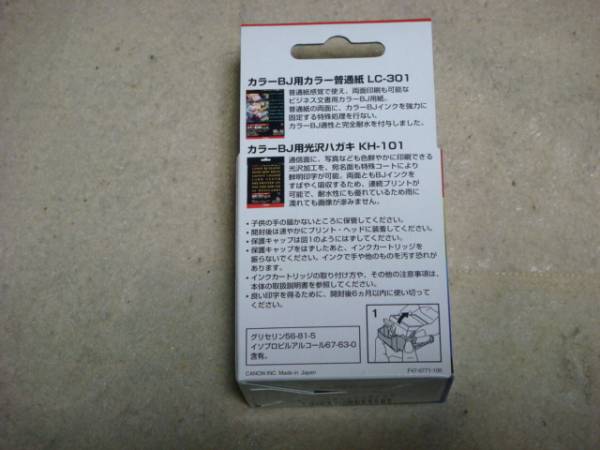 カラーBJ用カラー普通紙 LC-301
普通紙感覚で使え、両面印刷も可能な
ビジネス文書用カラーBJ用紙。
普通紙の両面に、カラーBJインクを強力に
固定する特殊処理を行ない、
カラーBJ適性と完全耐水を付与しました。
カラーBJ用光沢ハガキ KH-101
通信面に、写真なども色鮮やかに印刷できる
光沢加工を、宛名面も特殊コートにより
鮮明印字が可能。両面ともBJインクを
すばやく吸収するため、連続プリントが
可能で、耐水性にも優れているため雨に
濡れても画像が滲みません。
・子供の手の届かないところに保管してください。
・開封後は速やかにプリント・ヘッドに装着してください。
・保護キャップは図1のようにはずしてください。
・保護キャップをはずしたあと、インクカートリッジを
振らないでください。インクで手や他のものを汚す恐れが
あります。
・インクカートリッジの取り付け方や、その他の注意事項は、
本体の取扱説明書を参照してください。
・良い印字を得るために、開封後6ヵ月以内に使い切って
ください。
1
グリセリン56-81-5
イソプロピルアルコール67-63-0
含有。
CANON INC. Made in Japan
F47-6771-100